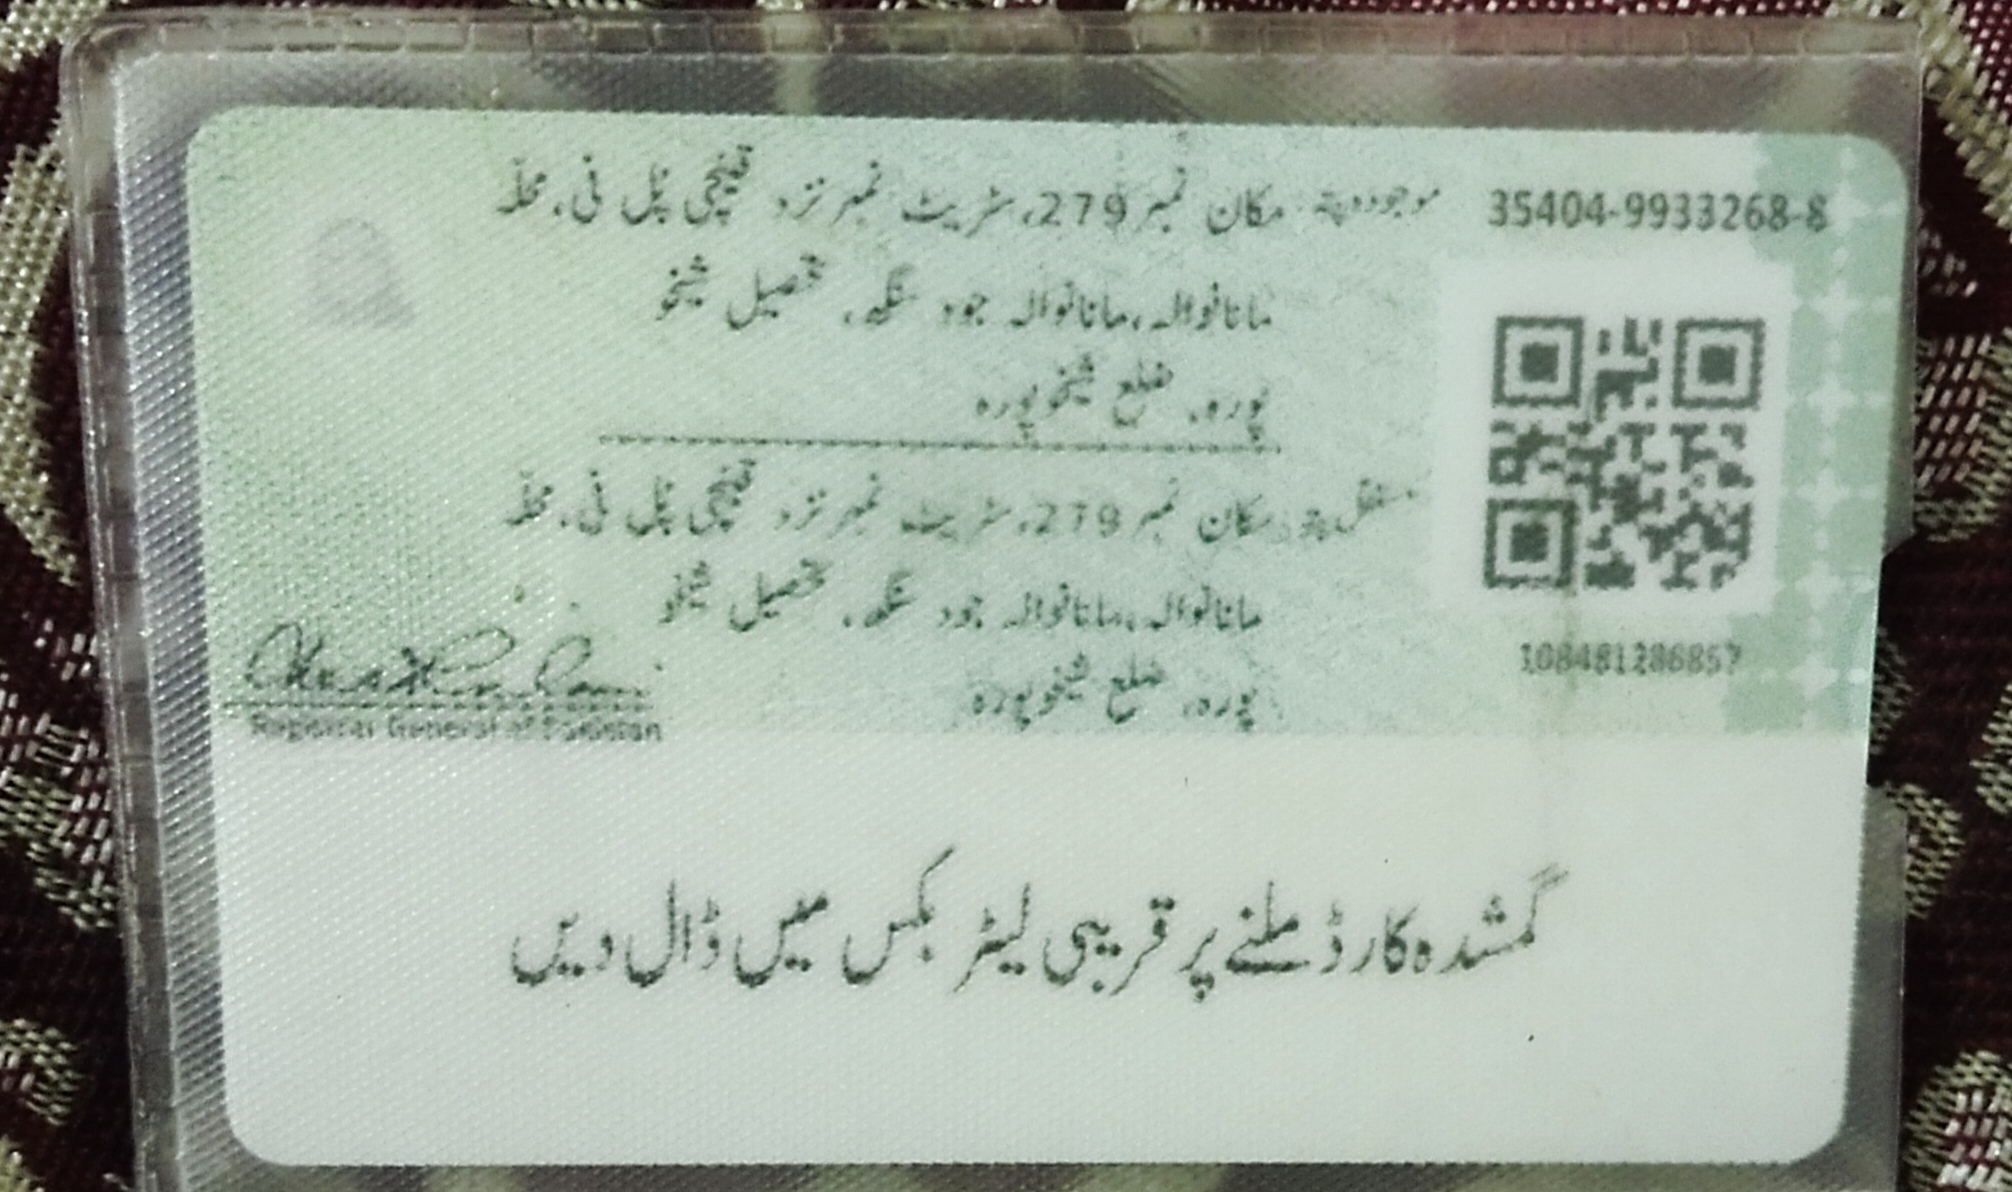 35404-9933268-8
موجودہ پتہ: مکان نمبر 279، سٹریٹ نمبر نزد قینچی پل نی، محلہ
مانانوالہ، مانانوالہ جود سنگھ، تحصیل شیخو
پورہ، ضلع شیخوپورہ
مستقل پتہ: مکان نمبر 279، سٹریٹ نمبر نزد قینچی پل نی، محلہ
مانانوالہ، مانانوالہ جود سنگھ، تحصیل شیخو
پورہ، ضلع شیخوپورہ
108481286857
Registrar General of Pakistan
گمشدہ کارڈ ملنے پر قریبی لیٹر بکس میں ڈال دیں